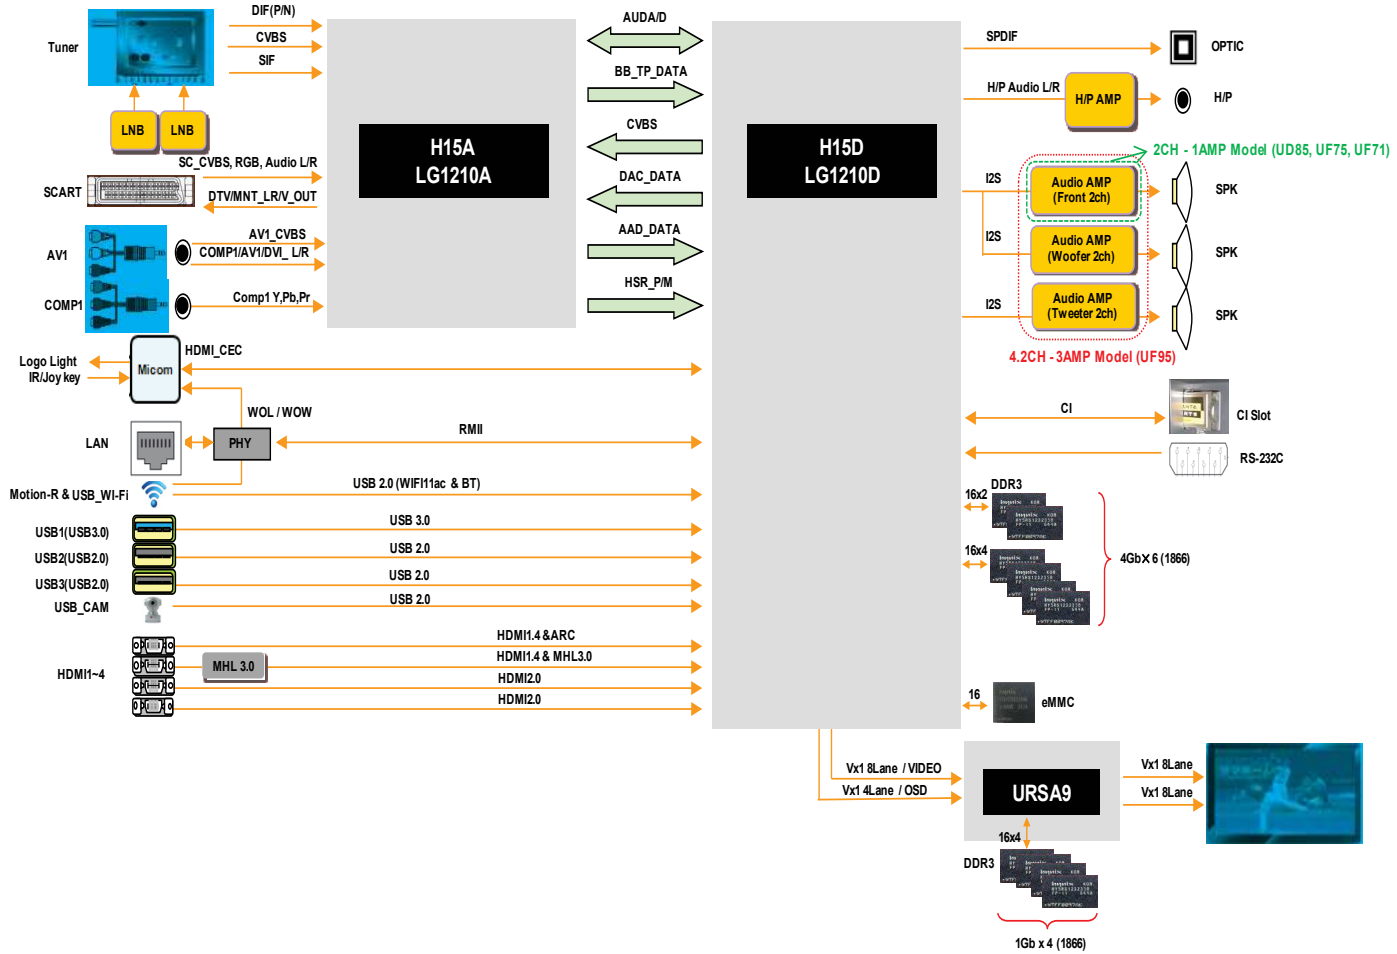 DIF(P/N)
CVBS
SIF
Tuner
LNB
LNB
SC_CVBS, RGB, Audio L/R
SCART
DTV/MNT_LR/V_OUT
AV1_CVBS
AV1
COMP1/AV1/DVI_ L/R
COMP1
Comp1 Y,Pb,Pr
H15A
LG1210A
AUDA/D
BB_TP_DATA
CVBS
DAC_DATA
AAD_DATA
HSR_P/M
H15D
LG1210D
SPDIF
OPTIC
H/P Audio L/R
H/P AMP
H/P
2CH - 1AMP Model (UD85, UF75, UF71)
I2S
Audio AMP
(Front 2ch)
SPK
I2S
Audio AMP
(Woofer 2ch)
SPK
I2S
Audio AMP
(Tweeter 2ch)
SPK
4.2CH - 3AMP Model (UF95)
HDMI_CEC
Logo Light
IR/Joy key
Micom
WOL / WOW
LAN
PHY
RMII
Motion-R & USB_WI-Fi
USB 2.0 (WIFI11ac & BT)
USB1(USB3.0)
USB 3.0
USB2(USB2.0)
USB 2.0
USB3(USB2.0)
USB 2.0
USB_CAM
USB 2.0
HDMI1~4
HDMI1.4 &ARC
MHL 3.0
HDMI1.4 & MHL3.0
HDMI2.0
HDMI2.0
CI
CI Slot
RS-232C
DDR3
16x2
16x4
4Gb X 6 (1866)
16
eMMC
Vx1 8Lane / VIDEO
Vx1 4Lane / OSD
URSA9
Vx1 8Lane
Vx1 8Lane
16x4
DDR3
1Gb x 4 (1866)